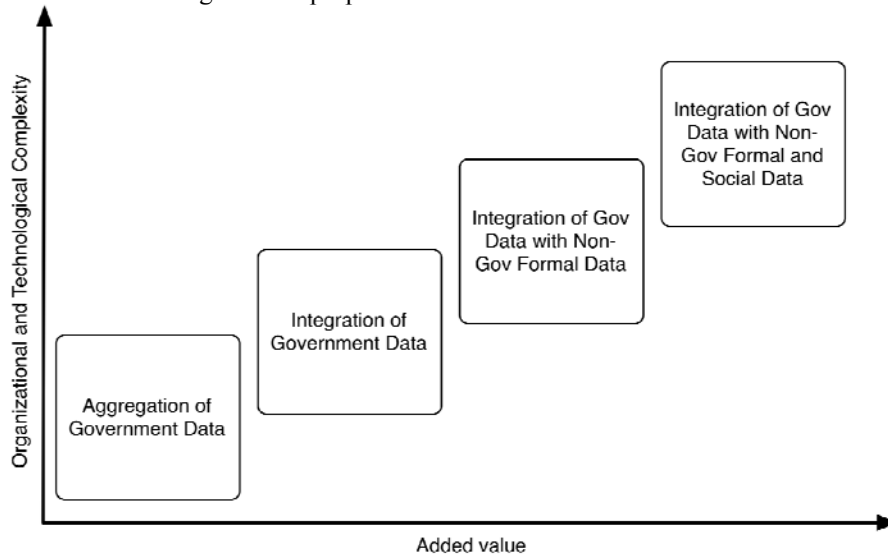 Organizational and Technological Complexity
Integration of Gov
Data with Non-
Gov Formal and
Social Data
Integration of Gov
Data with Non-
Gov Formal Data
Integration of
Government Data
Aggregation of
Government Data
Added value